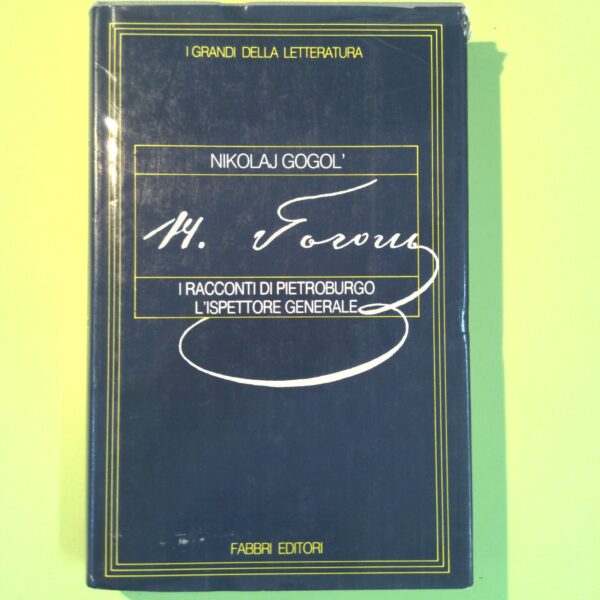 I GRANDI DELLA LETTERATURA
NIKOLAJ GOGOL'
Н. Гоголь
I RACCONTI DI PIETROBURGO
L'ISPETTORE GENERALE
FABBRI EDITORI